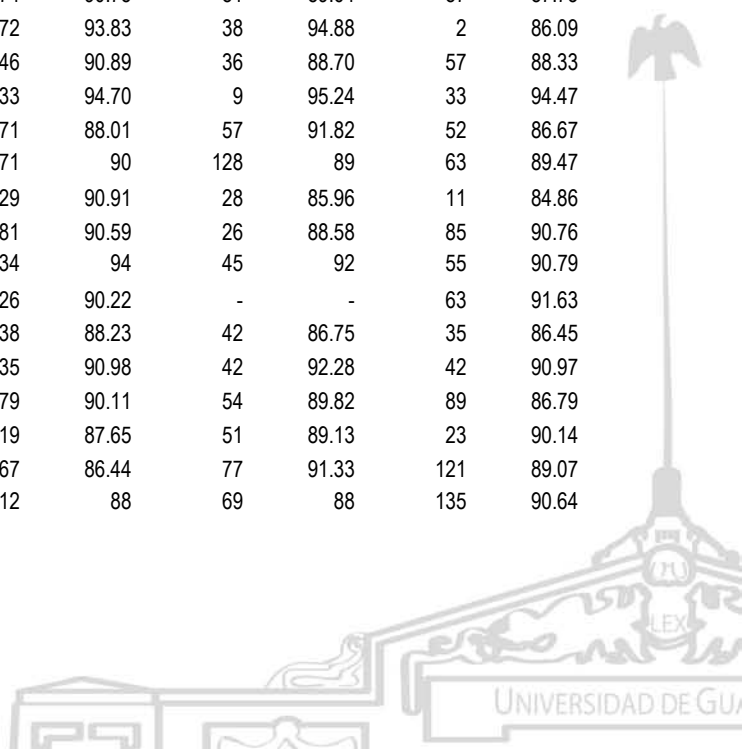 72 93.83 38 94.88 2 86.09
46 90.89 36 88.70 57 88.33
33 94.70 9 95.24 33 94.47
71 88.01 57 91.82 52 86.67
71 90 128 89 63 89.47
29 90.91 28 85.96 11 84.86
81 90.59 26 88.58 85 90.76
34 94 45 92 55 90.79
26 90.22 - - 63 91.63
38 88.23 42 86.75 35 86.45
35 90.98 42 92.28 42 90.97
79 90.11 54 89.82 89 86.79
19 87.65 51 89.13 23 90.14
67 86.44 77 91.33 121 89.07
12 88 69 88 135 90.64
LEX
UNIVERSIDAD DE GUA